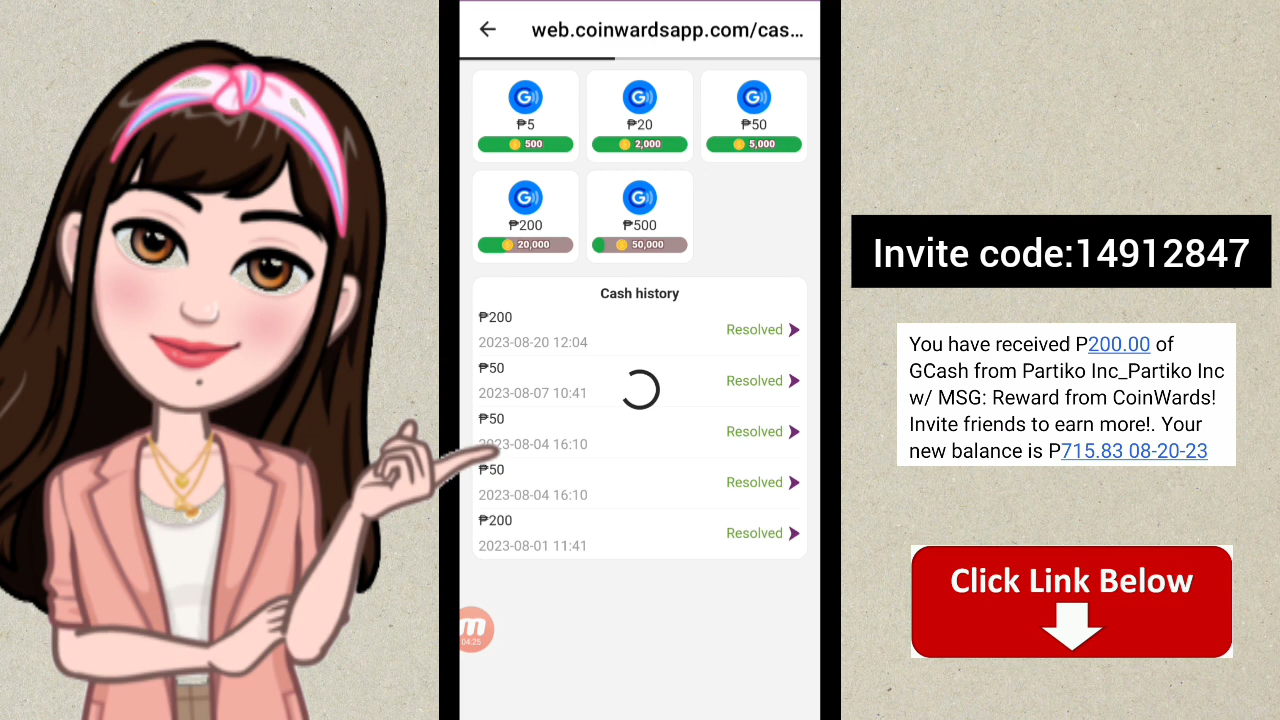 web.coinwardsapp.com/cas...
G G G
₱5 ₱20 ₱50
500 2,000 5,000
G G
₱200 ₱500
20,000 50,000
Cash history
₱200
Resolved
2023-08-20 12:04
₱50
Resolved
2023-08-07 10:41
₱50
Resolved
2023-08-04 16:10
₱50
Resolved
2023-08-04 16:10
₱200
Resolved
2023-08-01 11:41
m
04:25
Invite code:14912847
You have received P200.00 of
GCash from Partiko Inc_Partiko Inc
w/ MSG: Reward from CoinWards!
Invite friends to earn more!. Your
new balance is P715.83 08-20-23
Click Link Below